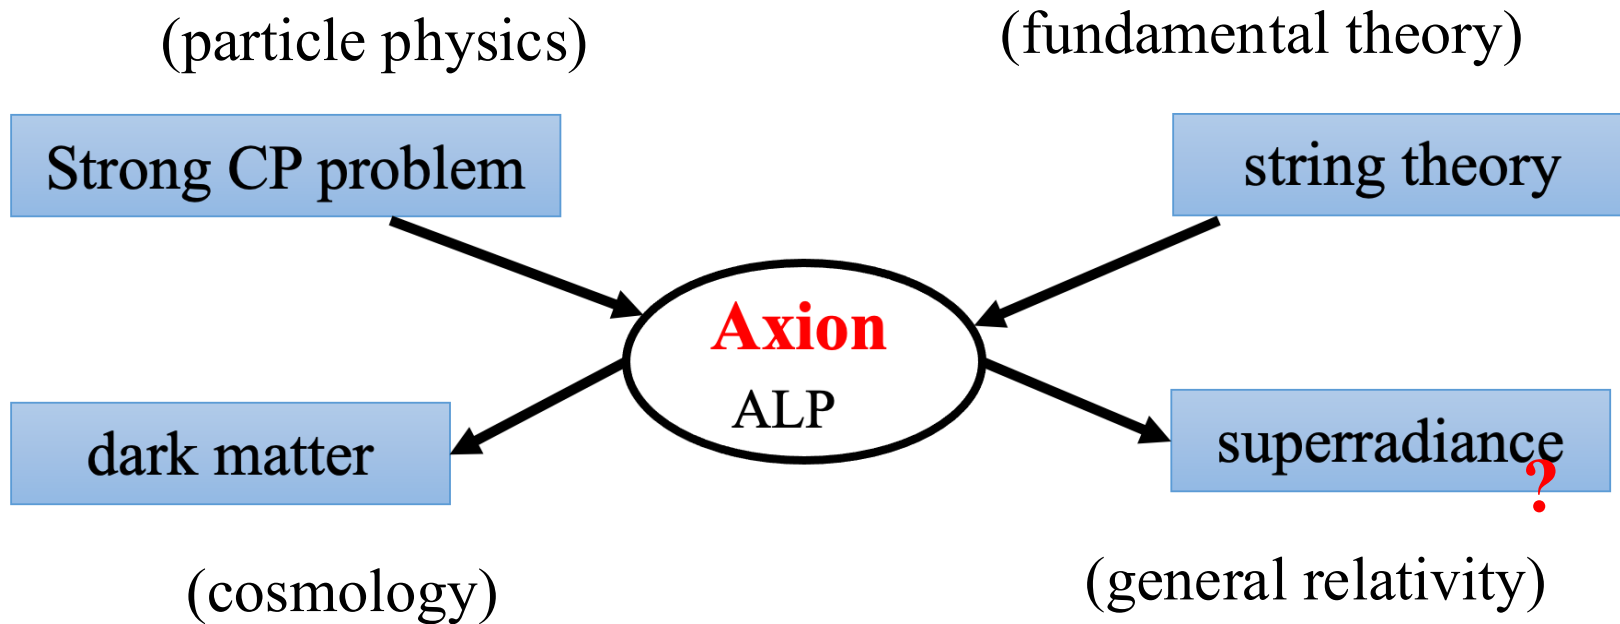 (particle physics)
(fundamental theory)
Strong CP problem
string theory
Axion
ALP
dark matter
superradiance
?
(cosmology)
(general relativity)